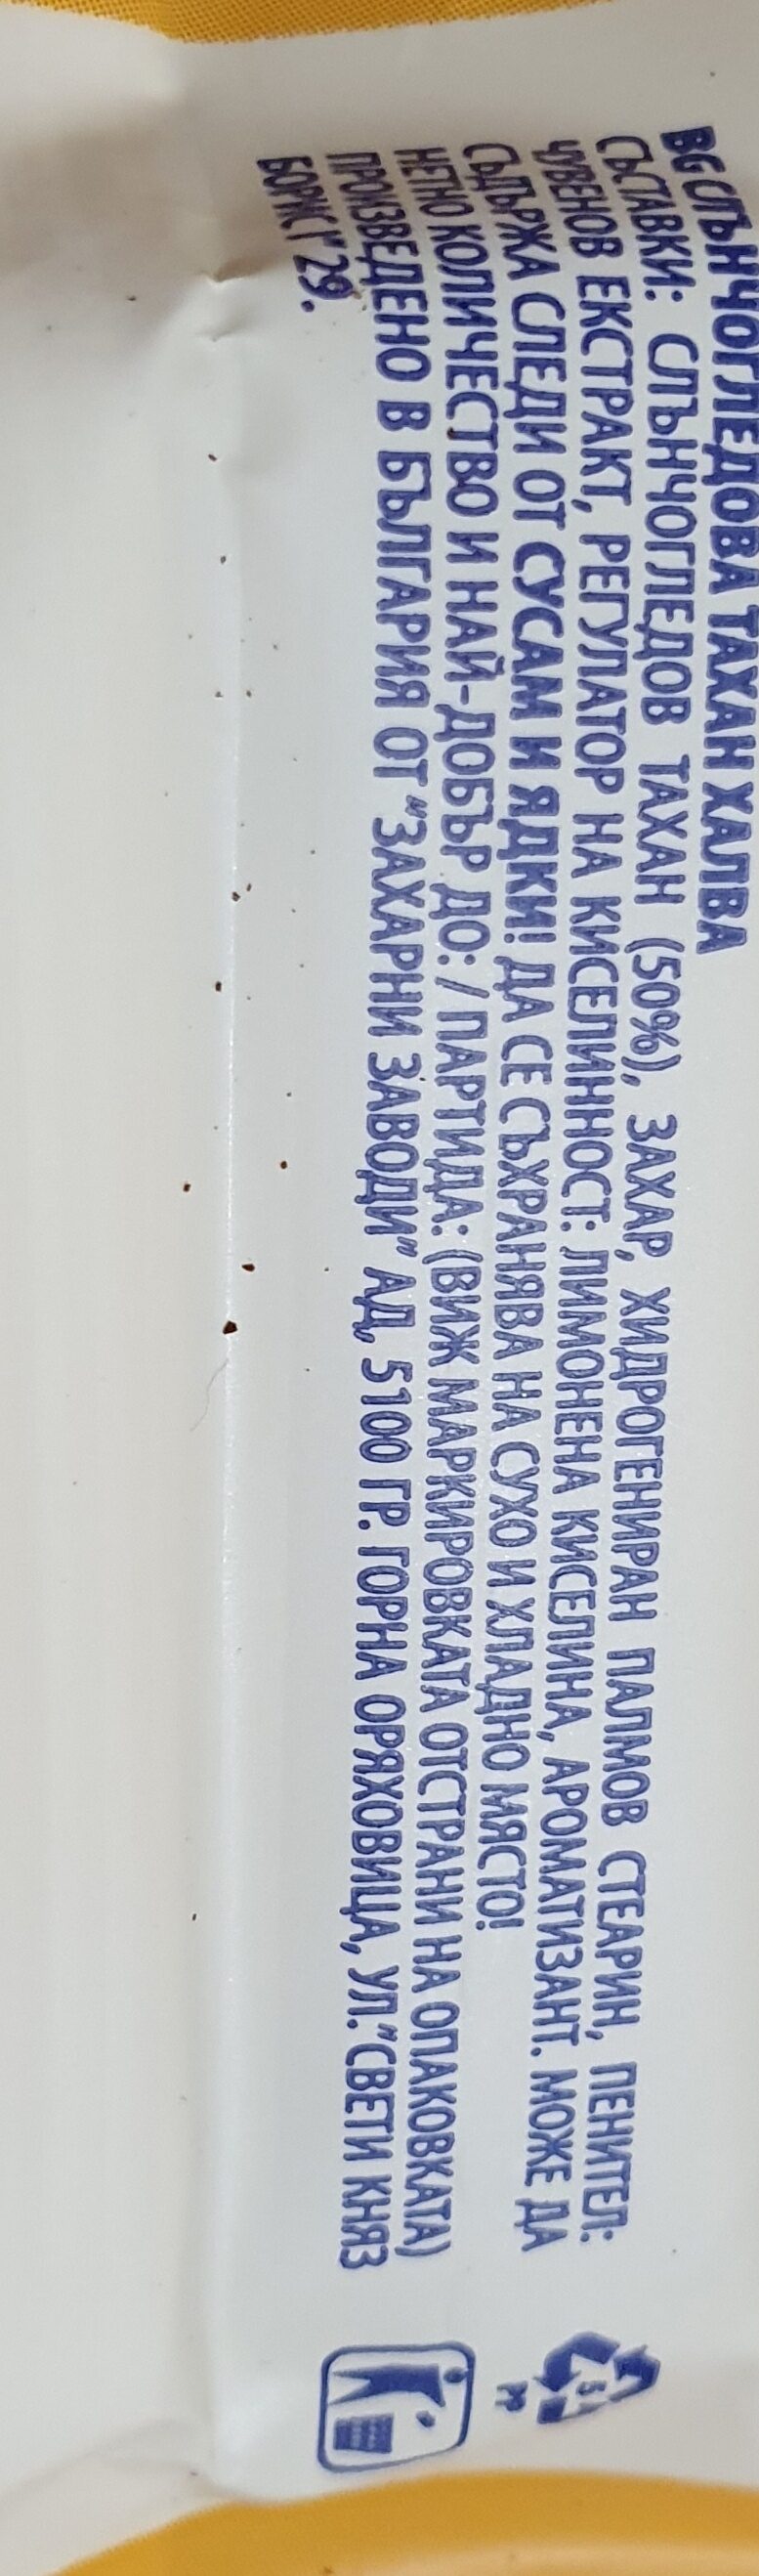 BG СЛЪНЧОГЛЕДОВА ТАХАН ХАЛВА
СЪСТАВКИ: СЛЪНЧОГЛЕДОВ ТАХАН (50%), ЗАХАР, ХИДРОГЕНИРАН ПАЛМОВ СТЕАРИН, ПЕНИТЕЛ:
ЧУВЕНОВ ЕКСТРАКТ, РЕГУЛАТОР НА КИСЕЛИННОСТ: ЛИМОНЕНА КИСЕЛИНА, АРОМАТИЗАНТ. МОЖЕ ДА
СЪДЪРЖА СЛЕДИ ОТ СУСАМ И ЯДКИ! ДА СЕ СЪХРАНЯВА НА СУХО И ХЛАДНО МЯСТО!
НЕТНО КОЛИЧЕСТВО И НАЙ-ДОБЪР ДО: / ПАРТИДА: (ВИЖ МАРКИРОВКАТА ОТСТРАНИ НА ОПАКОВКАТА)
ПРОИЗВЕДЕНО В БЪЛГАРИЯ ОТ "ЗАХАРНИ ЗАВОДИ" АД, 5100 ГР. ГОРНА ОРЯХОВИЦА, УЛ."СВЕТИ КНЯЗ
БОРИС I" 29.
5
PP